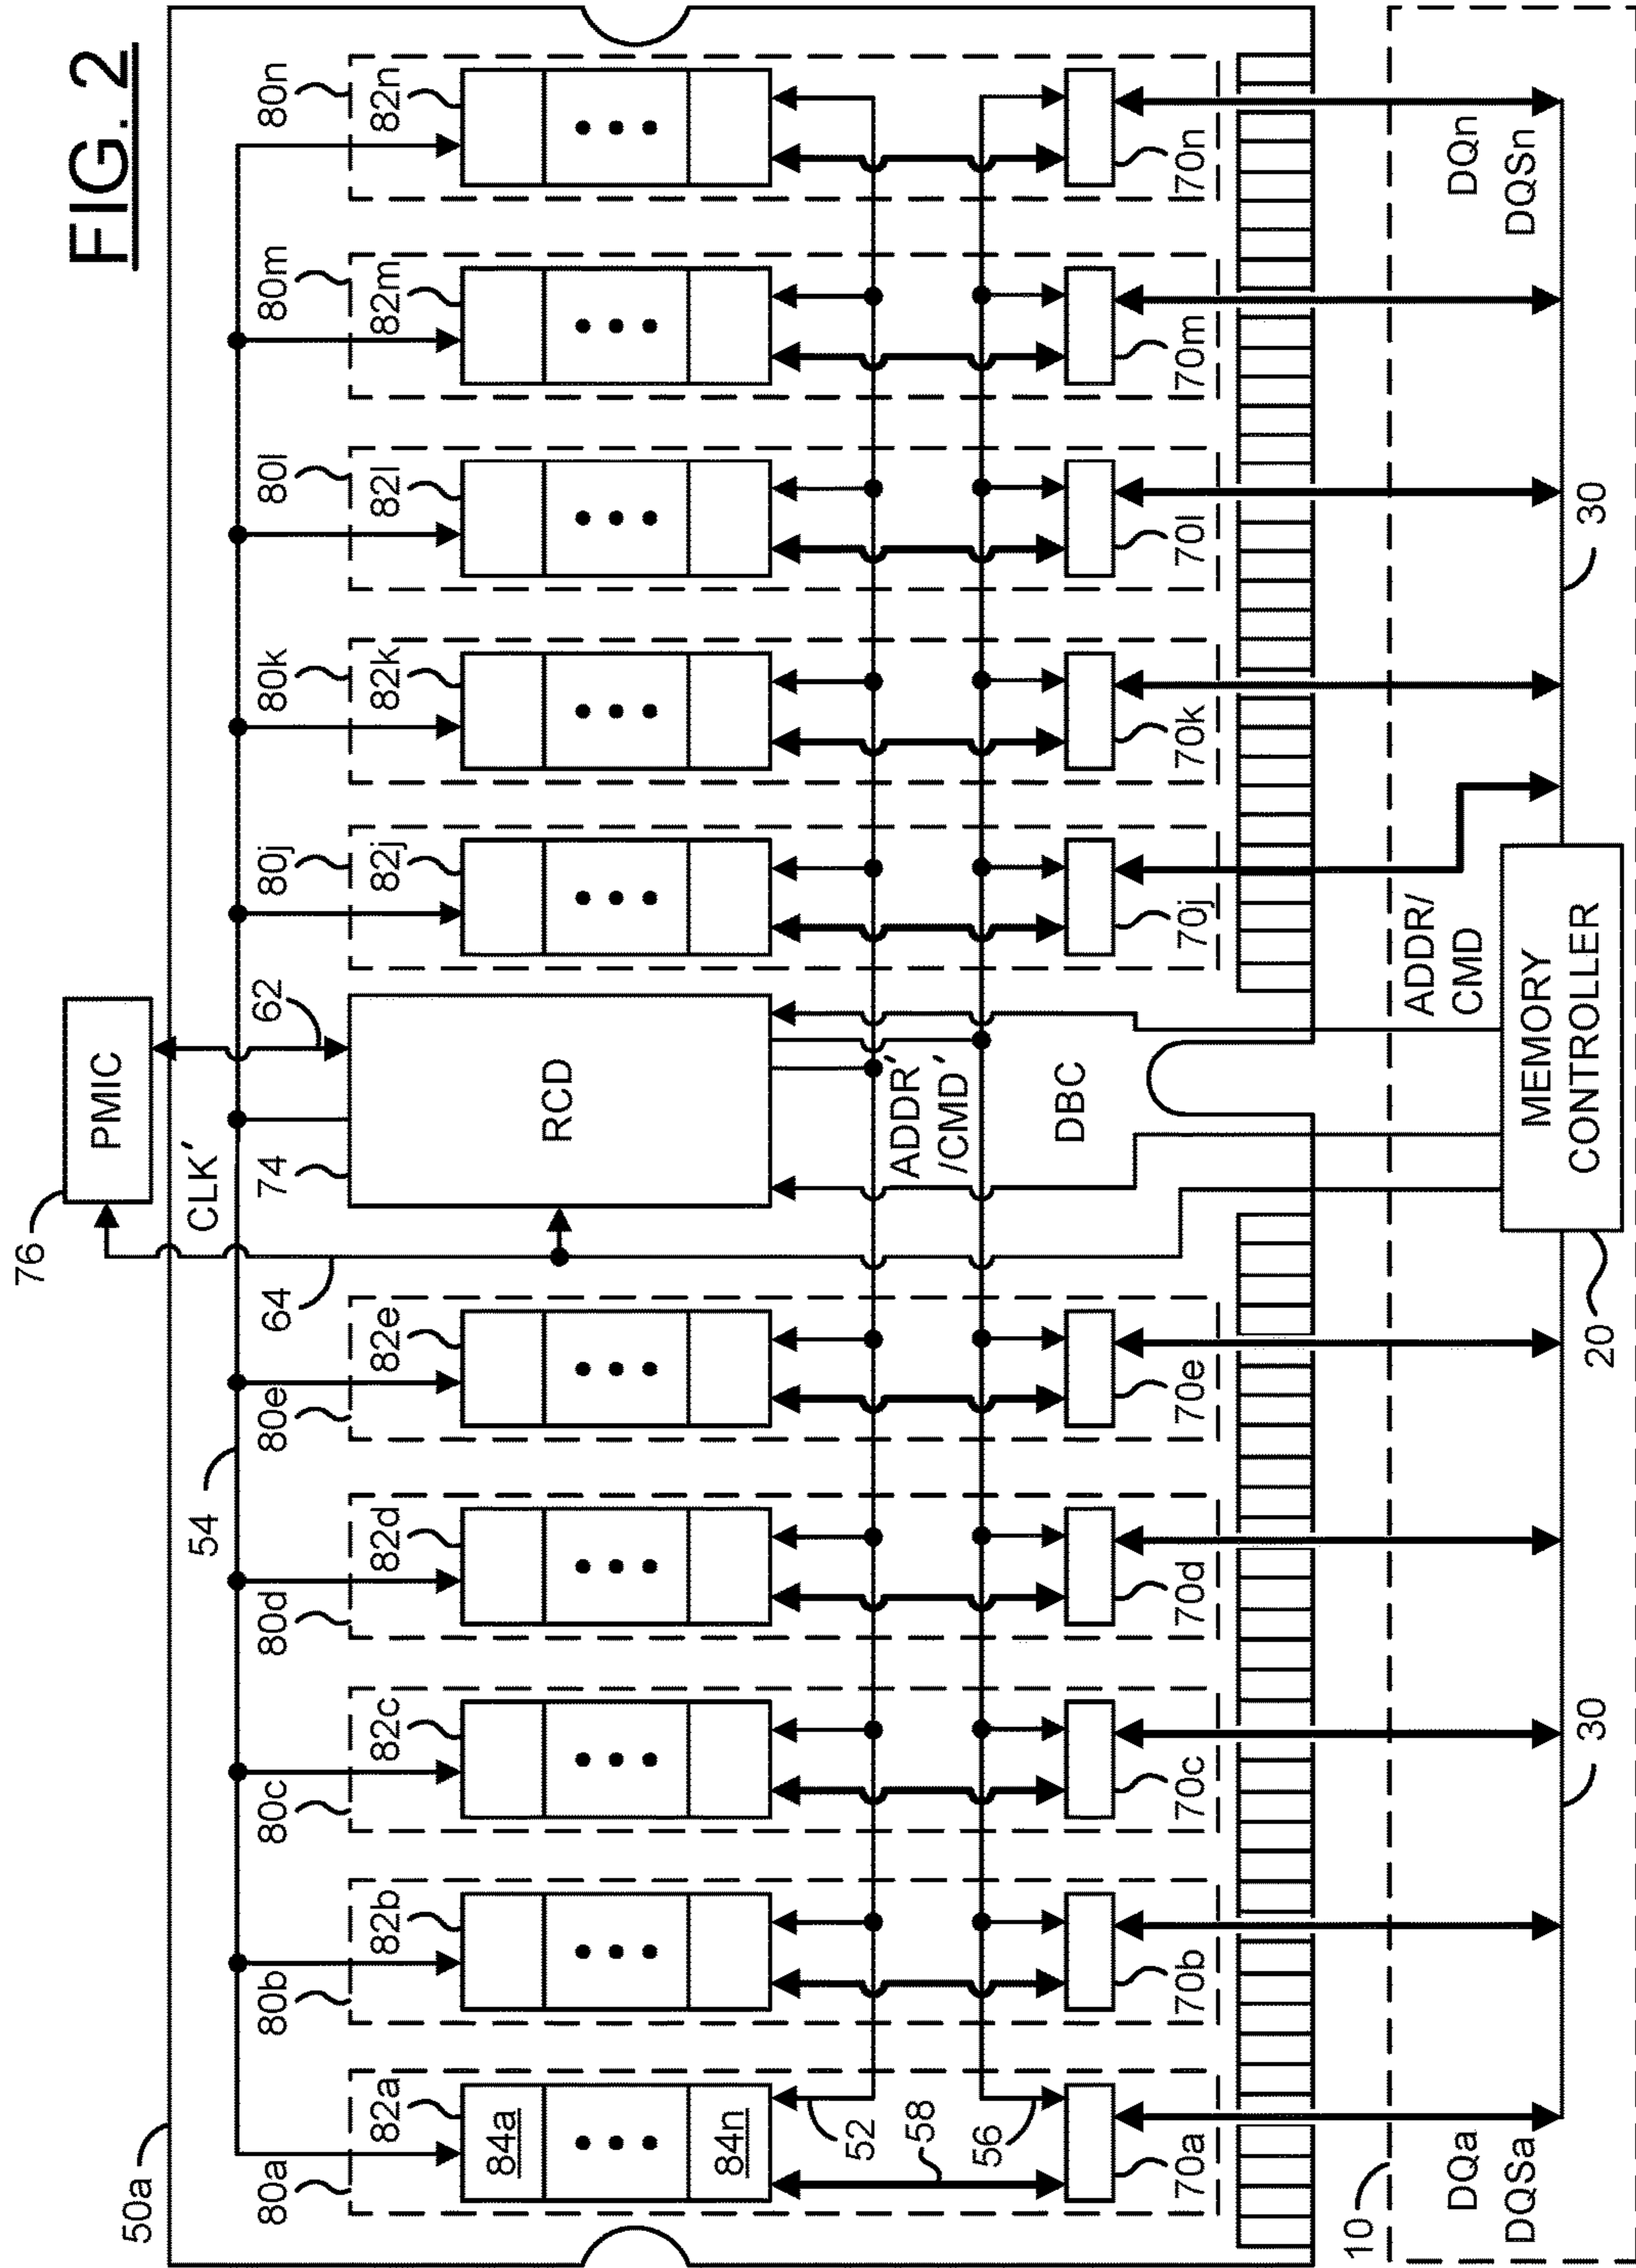 FIG. 2
76
PMIC
50a
CLK′
62
54
64
74
80a
80b
80c
80d
80e
80j
80k
80l
80m
80n
82a
82b
82c
82d
82e
82j
82k
82l
82m
82n
84a
84n
RCD
52
58
56
ADDR′
/CMD′
DBC
70a
70b
70c
70d
70e
70j
70k
70l
70m
70n
10
DQa
DQSa
ADDR/
CMD
DQn
DQSn
30
30
20
MEMORY
CONTROLLER